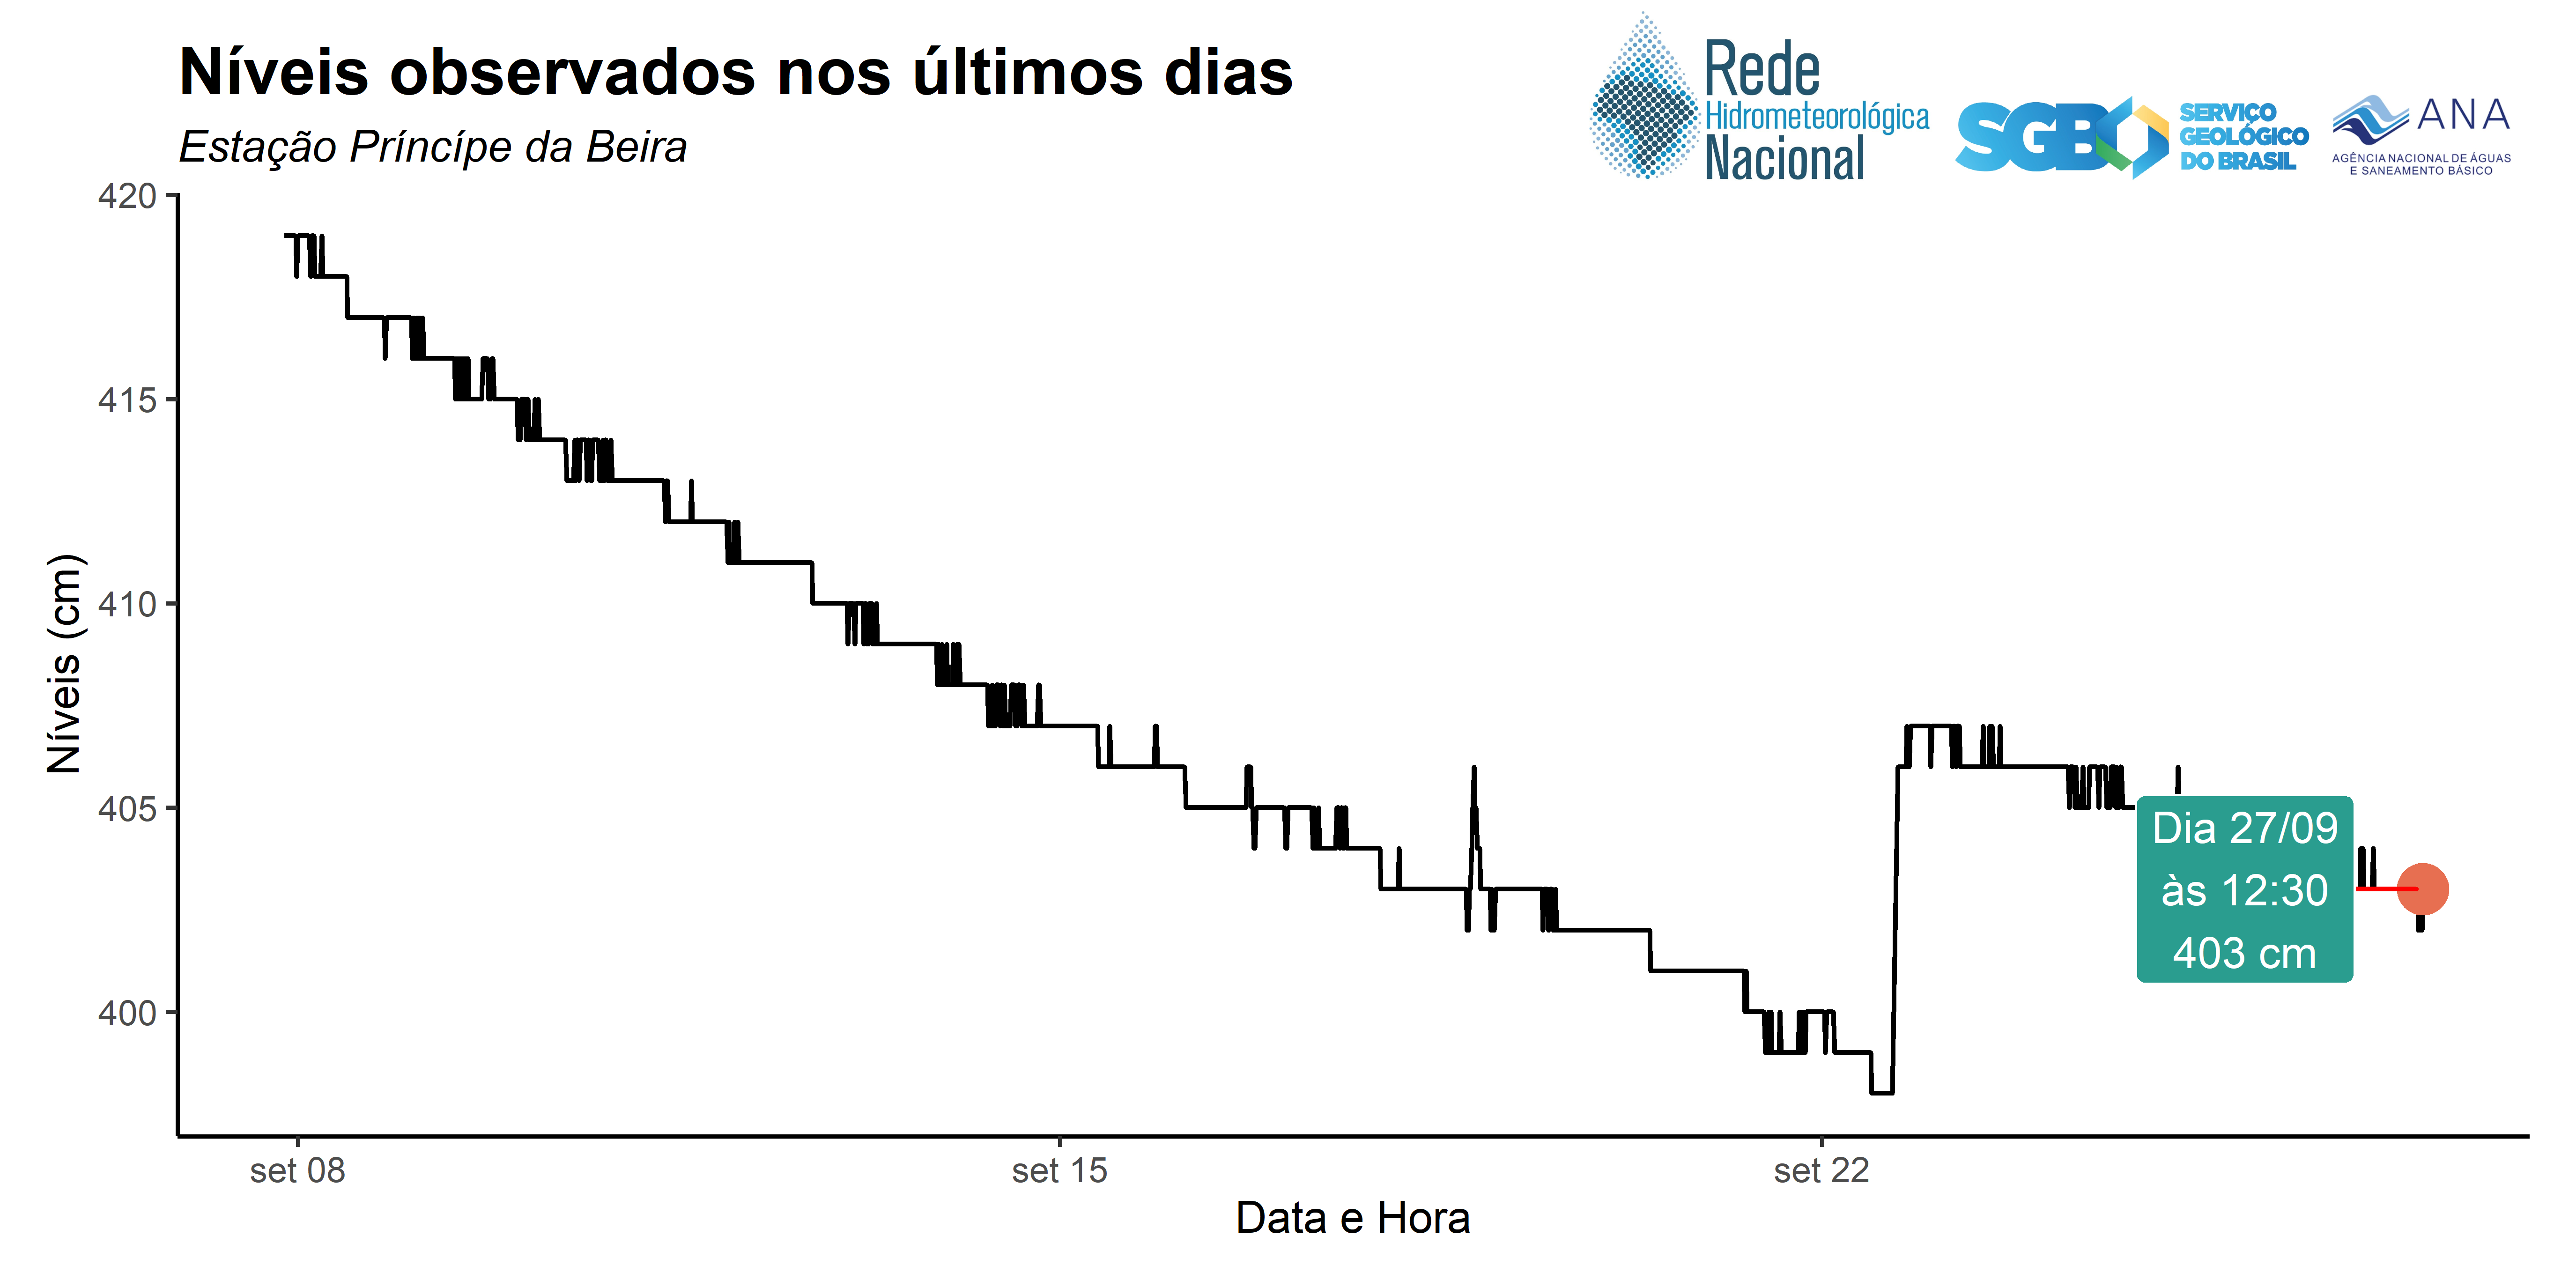 Níveis observados nos últimos dias
Estação Príncípe da Beira
Rede
Hidrometeorológica
Nacional
SGB
SERVIÇO
GEOLÓGICO
DO BRASIL
ANA
AGÊNCIA NACIONAL DE ÁGUAS
E SANEAMENTO BÁSICO
Níveis (cm)
420
415
410
405
400
Dia 27/09
às 12:30
403 cm
set 08
set 15
set 22
Data e Hora